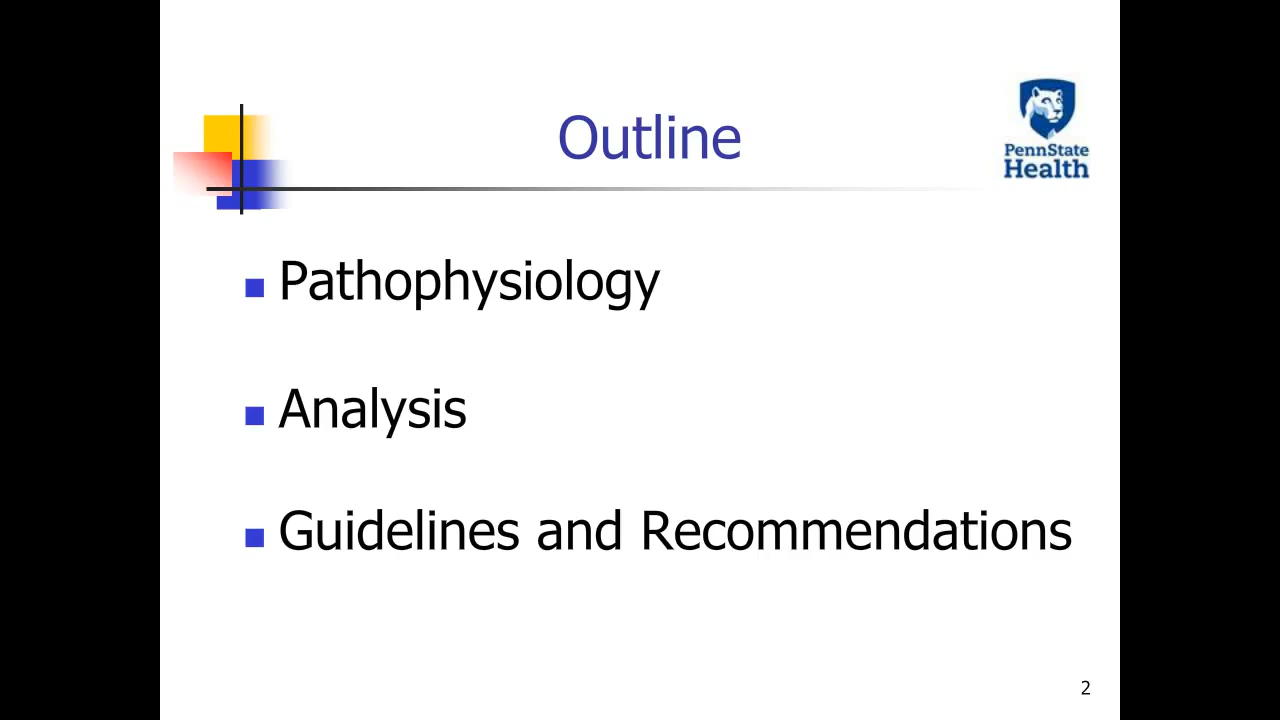 Outline
PennState
Health
Pathophysiology
Analysis
Guidelines and Recommendations
2